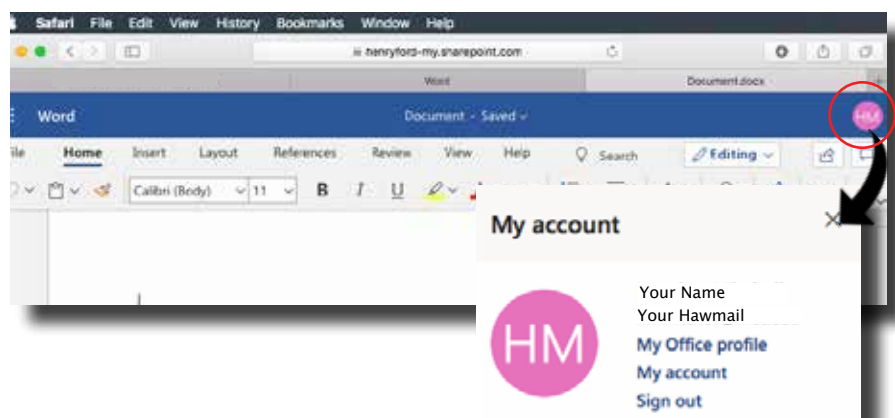 Safari File Edit View History Bookmarks Window Help
henryford-my.sharepoint.com
Word Document.docx
Word Document - Saved
HM
ile Home Insert Layout References Review View Help Search Editing
Calibri (Body) 11 B I U
My account
HM
Your Name
Your Hawmail
My Office profile
My account
Sign out